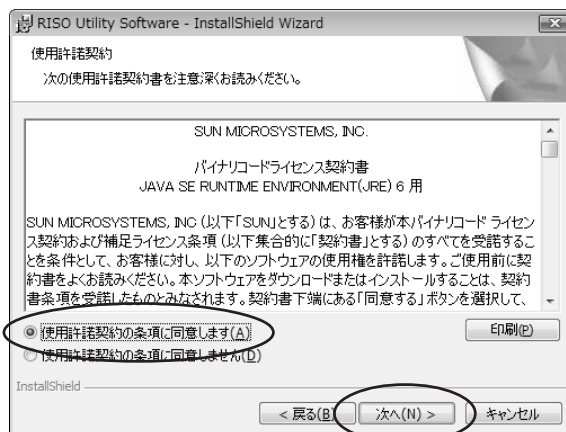 RISO Utility Software - InstallShield Wizard
使用許諾契約
次の使用許諾契約書を注意深くお読みください。
SUN MICROSYSTEMS, INC.
バイナリコードライセンス契約書
JAVA SE RUNTIME ENVIRONMENT(JRE) 6 用
SUN MICROSYSTEMS, INC (以下「SUN」とする) は、お客様が本バイナリコード ライセン
ス契約および補足ライセンス条項 (以下集合的に「契約書」とする) のすべてを受諾するこ
とを条件として、お客様に対し、以下のソフトウェアの使用権を許諾します。ご使用前に契
約書をよくお読みください。本ソフトウェアをダウンロードまたはインストールすることは、契約
書条項を受諾したものとみなされます。契約書下端にある「同意する」ボタンを選択して、
使用許諾契約の条項に同意します(A)
印刷(P)
使用許諾契約の条項に同意しません(D)
InstallShield
< 戻る(B)
次へ(N) >
キャンセル